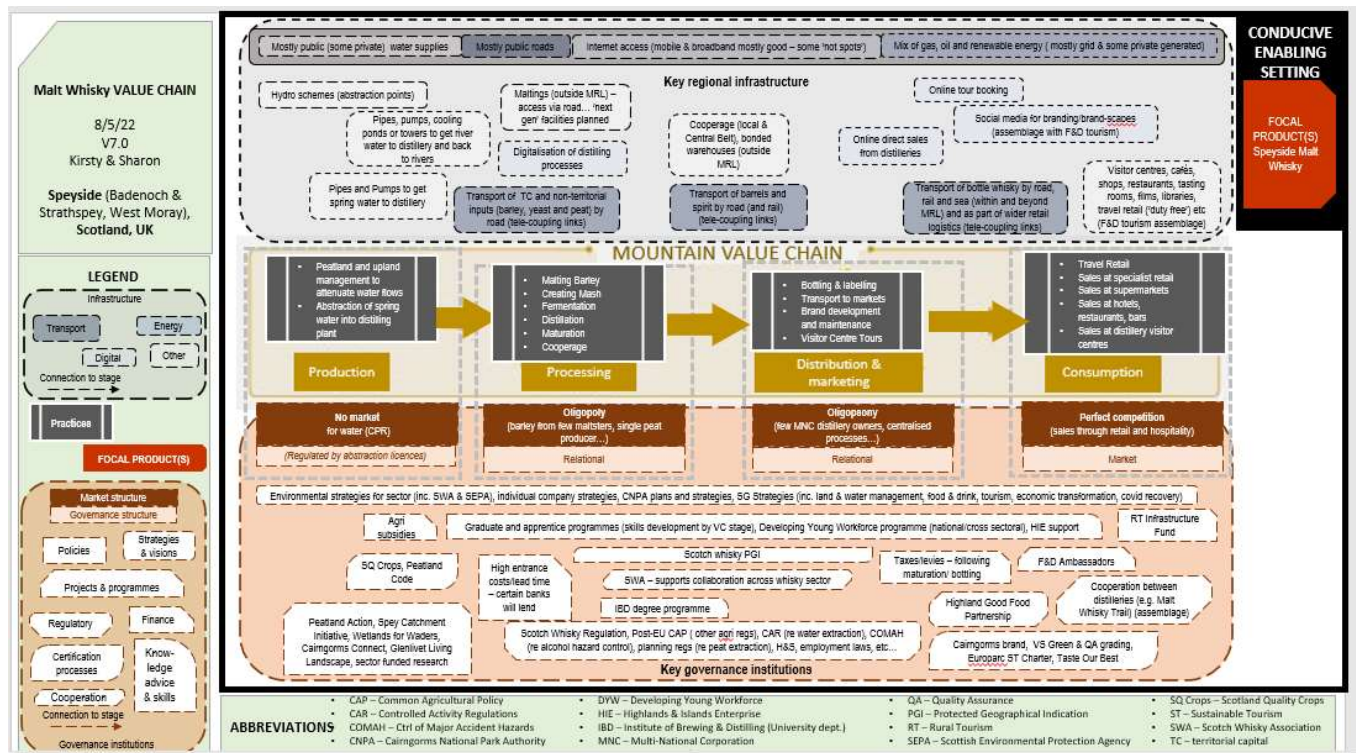 Malt Whisky VALUE CHAIN
8/5/22
V7.0
Kirsty & Sharon
Speyside (Badenoch &
Strathspey, West Moray),
Scotland, UK
LEGEND
Infrastructure
Transport
Energy
Digital
Other
Connection to stage
Practices
FOCAL PRODUCT(S)
Market structure
Governance structure
Policies
Strategies
& visions
Projects & programmes
Regulatory
Finance
Certification
processes
Know-
ledge
advice
& skills
Cooperation
Connection to stage
Governance institutions
Mostly public (some private) water supplies
Mostly public roads
Internet access (mobile & broadband mostly good – some 'not spots')
Mix of gas, oil and renewable energy ( mostly grid & some private generated)
Key regional infrastructure
Hydro schemes (abstraction points)
Pipes, pumps, cooling
ponds or towers to get river
water to distillery and back
to rivers
Pipes and Pumps to get
spring water to distillery
Maltings (outside MRL) –
access via road… 'next
gen' facilities planned
Digitalisation of distilling
processes
Transport of TC and non-territorial
inputs (barley, yeast and peat) by
road (tele-coupling links)
Cooperage (local &
Central Belt), bonded
warehouses (outside
MRL)
Transport of barrels and
spirit by road (and rail)
(tele-coupling links)
Online tour booking
Online direct sales
from distilleries
Social media for branding/brand-scapes
(assemblage with F&D tourism)
Transport of bottle whisky by road,
rail and sea (within and beyond
MRL) and as part of wider retail
logistics (tele-coupling links)
Visitor centres, cafés,
shops, restaurants, tasting
rooms, films, libraries,
travel retail ('duty free') etc
(F&D tourism assemblage)
CONDUCIVE
ENABLING
SETTING
FOCAL
PRODUCT(S)
Speyside Malt
Whisky
MOUNTAIN VALUE CHAIN
• Peatland and upland
management to
attenuate water flows
• Abstraction of spring
water into distilling
plant
Production
• Malting Barley
• Creating Mash
• Fermentation
• Distillation
• Maturation
• Cooperage
Processing
• Bottling & labelling
• Transport to markets
• Brand development
and maintenance
• Visitor Centre Tours
Distribution &
marketing
• Travel Retail
• Sales at specialist retail
• Sales at supermarkets
• Sales at hotels,
restaurants, bars
• Sales at distillery visitor
centres
Consumption
No market
for water (CPR)
(Regulated by abstraction licences)
Oligopoly
(barley from few maltsters, single peat
producer…)
Relational
Oligopsony
(few MNC distillery owners, centralised
processes…)
Relational
Perfect competition
(sales through retail and hospitality)
Market
Environmental strategies for sector (inc. SWA & SEPA), individual company strategies, CNPA plans and strategies, SG Strategies (inc. land & water management, food & drink, tourism, economic transformation, covid recovery)
Agri
subsidies
Graduate and apprentice programmes (skills development by VC stage), Developing Young Workforce programme (national/cross sectoral), HIE support
RT Infrastructure
Fund
SQ Crops, Peatland
Code
High entrance
costs/lead time
– certain banks
will lend
Scotch whisky PGI
SWA – supports collaboration across whisky sector
IBD degree programme
Taxes/levies – following
maturation/ bottling
F&D Ambassadors
Highland Good Food
Partnership
Cooperation between
distilleries (e.g. Malt
Whisky Trail) (assemblage)
Peatland Action, Spey Catchment
Initiative, Wetlands for Waders,
Cairngorms Connect, Glenlivet Living
Landscape, sector funded research
Scotch Whisky Regulation, Post-EU CAP ( other agri regs), CAR (re water extraction), COMAH
(re alcohol hazard control), planning regs (re peat extraction), H&S, employment laws, etc…
Cairngorms brand, VS Green & QA grading,
Europarc ST Charter, Taste Our Best
Key governance institutions
ABBREVIATIONS
• CAP – Common Agricultural Policy
• CAR – Controlled Activity Regulations
• COMAH – Ctrl of Major Accident Hazards
• CNPA – Cairngorms National Park Authority
• DYW – Developing Young Workforce
• HIE – Highlands & Islands Enterprise
• IBD – Institute of Brewing & Distilling (University dept.)
• MNC – Multi-National Corporation
• QA – Quality Assurance
• PGI – Protected Geographical Indication
• RT – Rural Tourism
• SEPA – Scottish Environmental Protection Agency
• SQ Crops – Scotland Quality Crops
• ST – Sustainable Tourism
• SWA – Scotch Whisky Association
• TC – territorial capital